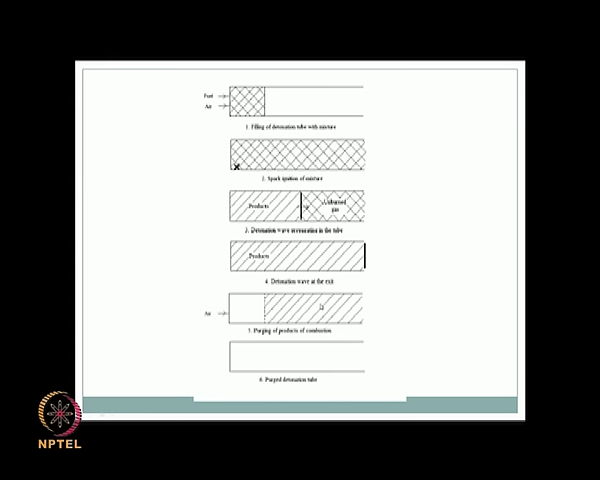 Fuel
Air
1. Filling of detonation tube with mixture
2. Spark ignition of mixture
Products
Unburned
gas
3. Detonation wave in the tube
Products
4. Detonation wave at the exit
Air
5. Purging of products of combustion
6. Purged detonation tube
NPTEL